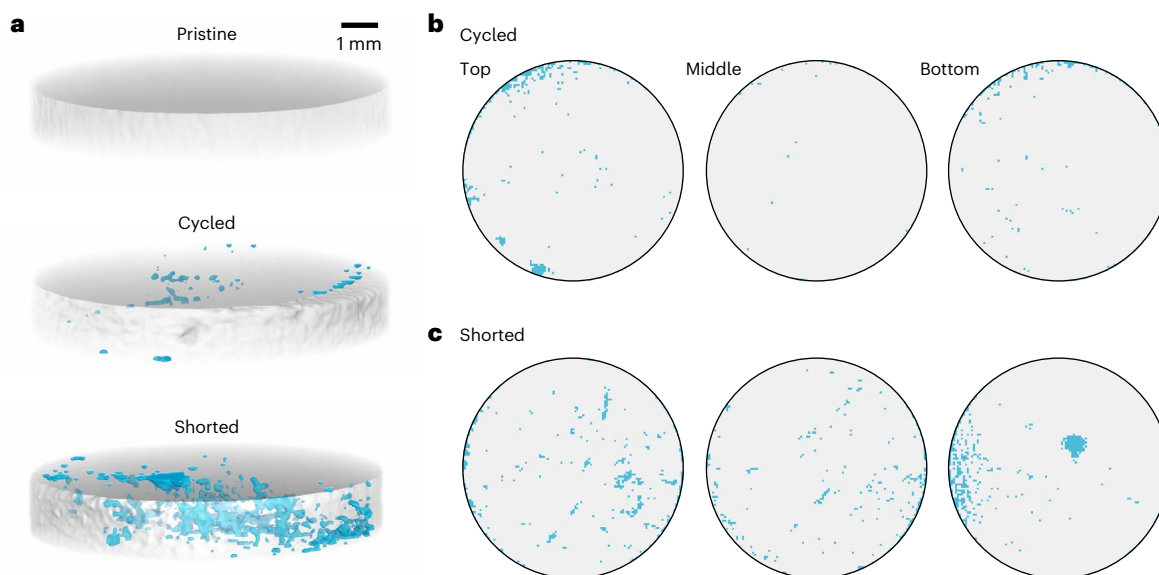 a
Pristine
1 mm
Cycled
Shorted
b
Cycled
Top
Middle
Bottom
c
Shorted